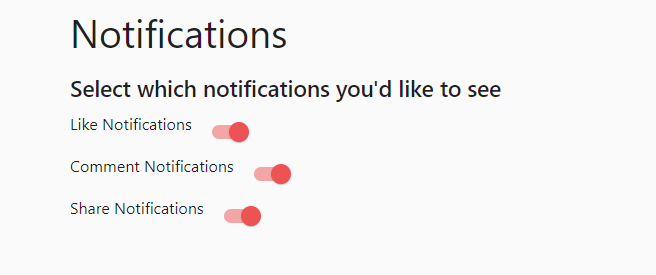 Notifications
Select which notifications you'd like to see
Like Notifications
Comment Notifications
Share Notifications